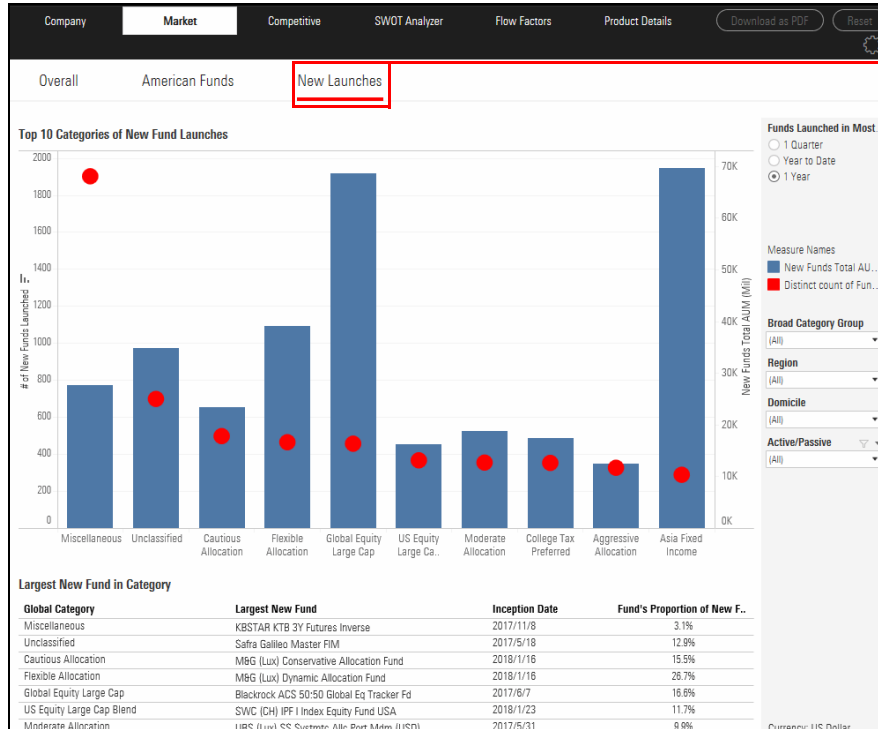 Company Market Competitive SWOT Analyzer Flow Factors Product Details Download as PDF Reset
Overall American Funds New Launches
Top 10 Categories of New Fund Launches
2000
1800
1600
1400
1200
1000
800
600
400
200
0
# of New Funds Launched
70K
60K
50K
40K
30K
20K
10K
0K
New Funds Total AUM (Mil)
Miscellaneous Unclassified Cautious Flexible Global Equity US Equity Moderate College Tax Aggressive Asia Fixed
Allocation Allocation Large Cap Large Ca.. Allocation Preferred Allocation Income
Funds Launched in Most
1 Quarter
Year to Date
1 Year
Measure Names
New Funds Total AU..
Distinct count of Fun..
Broad Category Group
(All)
Region
(All)
Domicile
(All)
Active/Passive
(All)
Largest New Fund in Category
Global Category Largest New Fund Inception Date Fund's Proportion of New F..
Miscellaneous KBSTAR KTB 3Y Futures Inverse 2017/11/8 3.1%
Unclassified Safra Galileo Master FIM 2017/5/18 12.9%
Cautious Allocation M&G (Lux) Conservative Allocation Fund 2018/1/16 15.5%
Flexible Allocation M&G (Lux) Dynamic Allocation Fund 2018/1/16 26.7%
Global Equity Large Cap Blackrock ACS 50:50 Global Eq Tracker Fd 2017/6/7 16.6%
US Equity Large Cap Blend SWC (CH) IPF I Index Equity Fund USA 2018/1/23 11.7%
Moderate Allocation UBS (Lux) SS Systmtc Allc Port Mdm (USD) 2017/5/31 9.9%
Currency: US Dollar